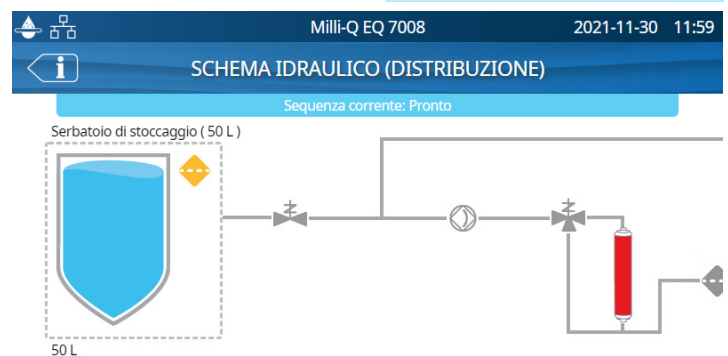 Milli-Q EQ 7008 2021-11-30 11:59
i SCHEMA IDRAULICO (DISTRIBUZIONE)
Sequenza corrente: Pronto
Serbatoio di stoccaggio ( 50 L )
50 L